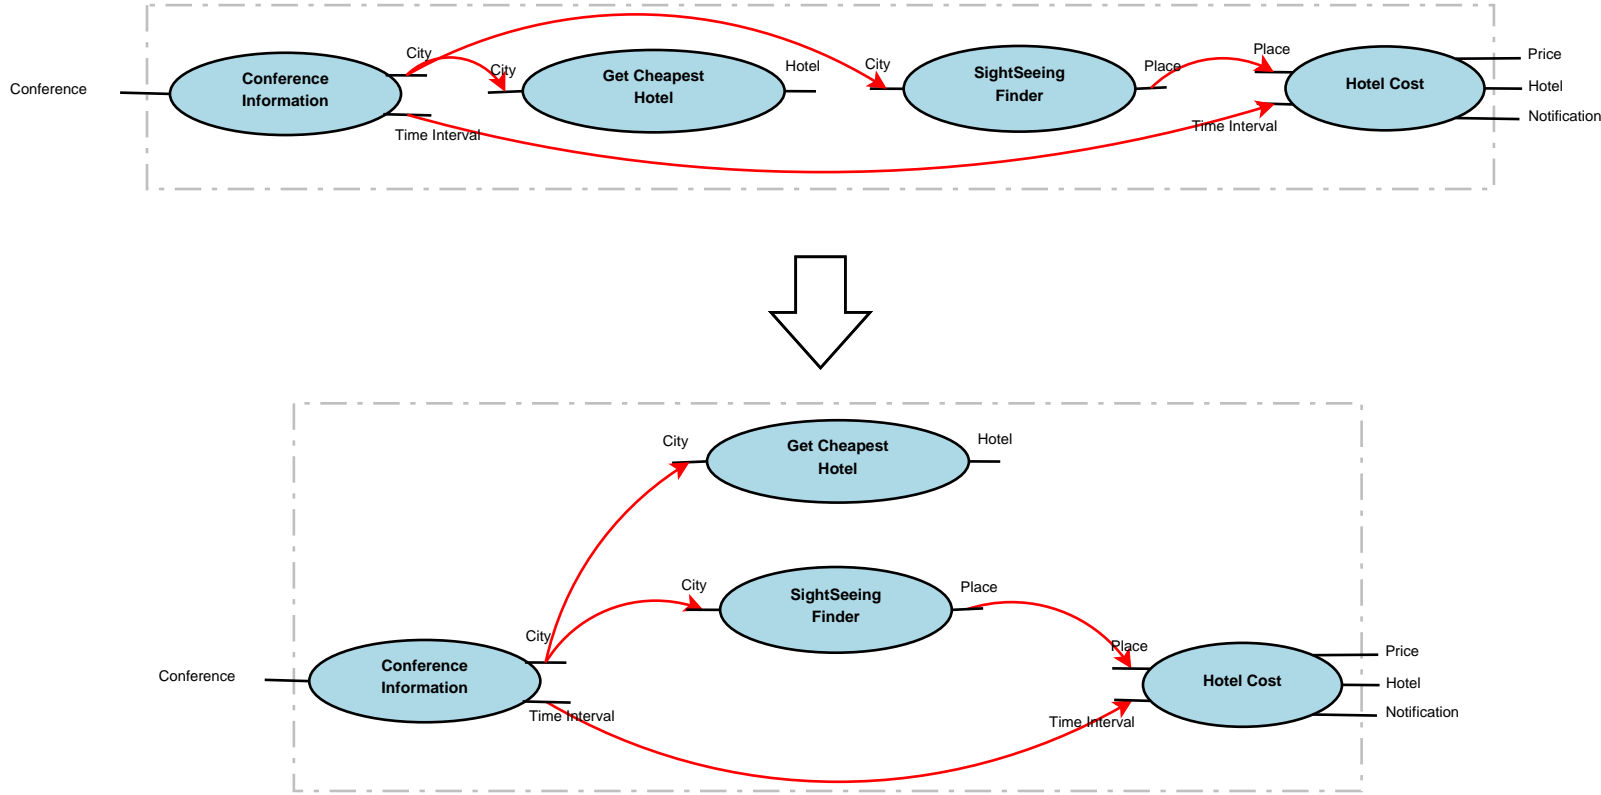 Conference
Conference
Information
City
Time Interval
City
Get Cheapest
Hotel
Hotel
City
SightSeeing
Finder
Place
Place
Time Interval
Hotel Cost
Price
Hotel
Notification
City
Get Cheapest
Hotel
Hotel
City
SightSeeing
Finder
Place
Conference
Conference
Information
City
Time Interval
Place
Time Interval
Hotel Cost
Price
Hotel
Notification